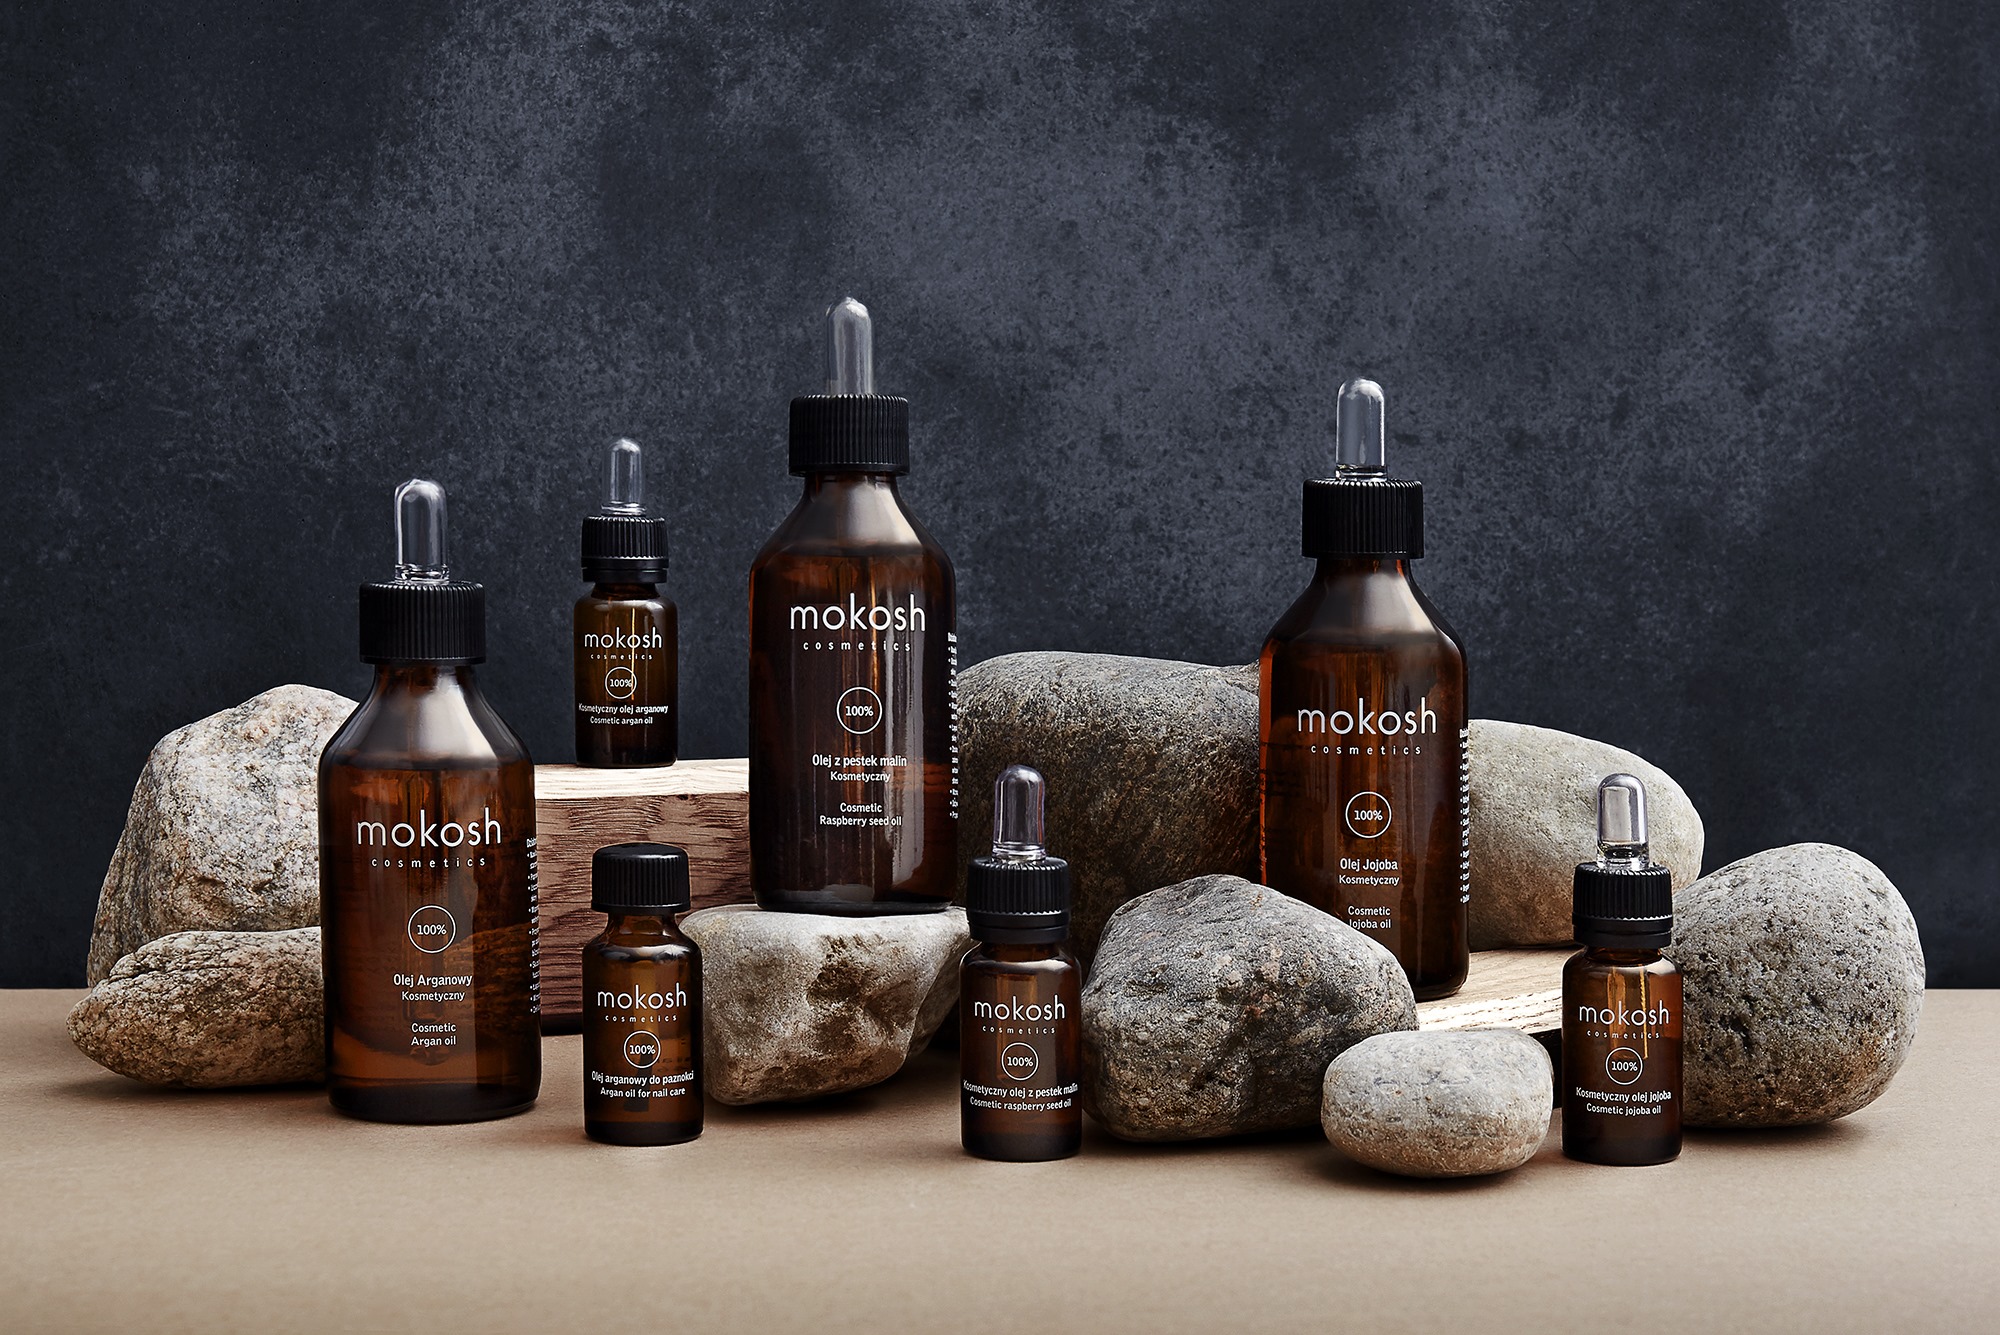 mokosh
cosmetics
100%
Olej Arganowy
Kosmetyczny
Cosmetic
Argan oil
mokosh
cosmetics
100%
Kosmetyczny olej arganowy
Cosmetic argan oil
mokosh
cosmetics
100%
Olej arganowy do paznokci
Argan oil for nail care
mokosh
cosmetics
100%
Olej z pestek malin
Kosmetyczny
Cosmetic
Raspberry seed oil
mokosh
cosmetics
100%
Kosmetyczny olej z pestek malin
Cosmetic raspberry seed oil
mokosh
cosmetics
100%
Olej Jojoba
Kosmetyczny
Cosmetic
Jojoba oil
mokosh
cosmetics
100%
Kosmetyczny olej jojoba
Cosmetic jojoba oil